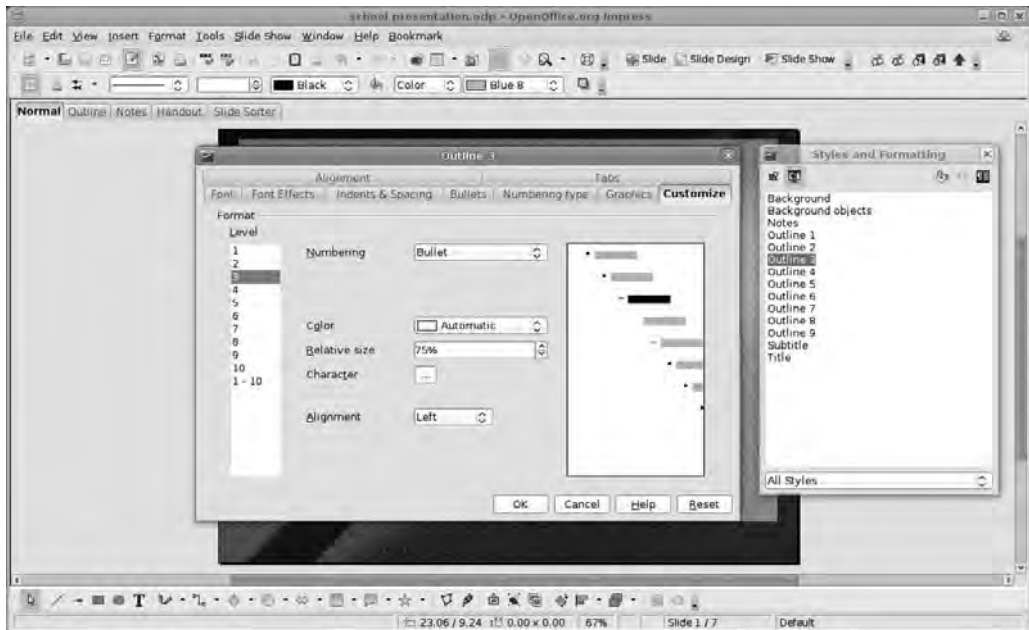 school presentation.odp - OpenOffice.org Impress
File Edit View Insert Format Tools Slide Show Window Help Bookmark
Slide Slide Design Slide Show
Black Color Blue 8
Normal Outline Notes Handout Slide Sorter
Outline 3
Alignment Tabs
Font Font Effects Indents & Spacing Bullets Numbering type Graphics Customize
Format
Level
1
2
3
4
5
6
7
8
9
10
1 - 10
Numbering Bullet
Color Automatic
Relative size 75%
Character ...
Alignment Left
OK Cancel Help Reset
Styles and Formatting
Background
Background objects
Notes
Outline 1
Outline 2
Outline 3
Outline 4
Outline 5
Outline 6
Outline 7
Outline 8
Outline 9
Subtitle
Title
All Styles
23.06 / 9.24 0.00 x 0.00 67% Slide 1 / 7 Default